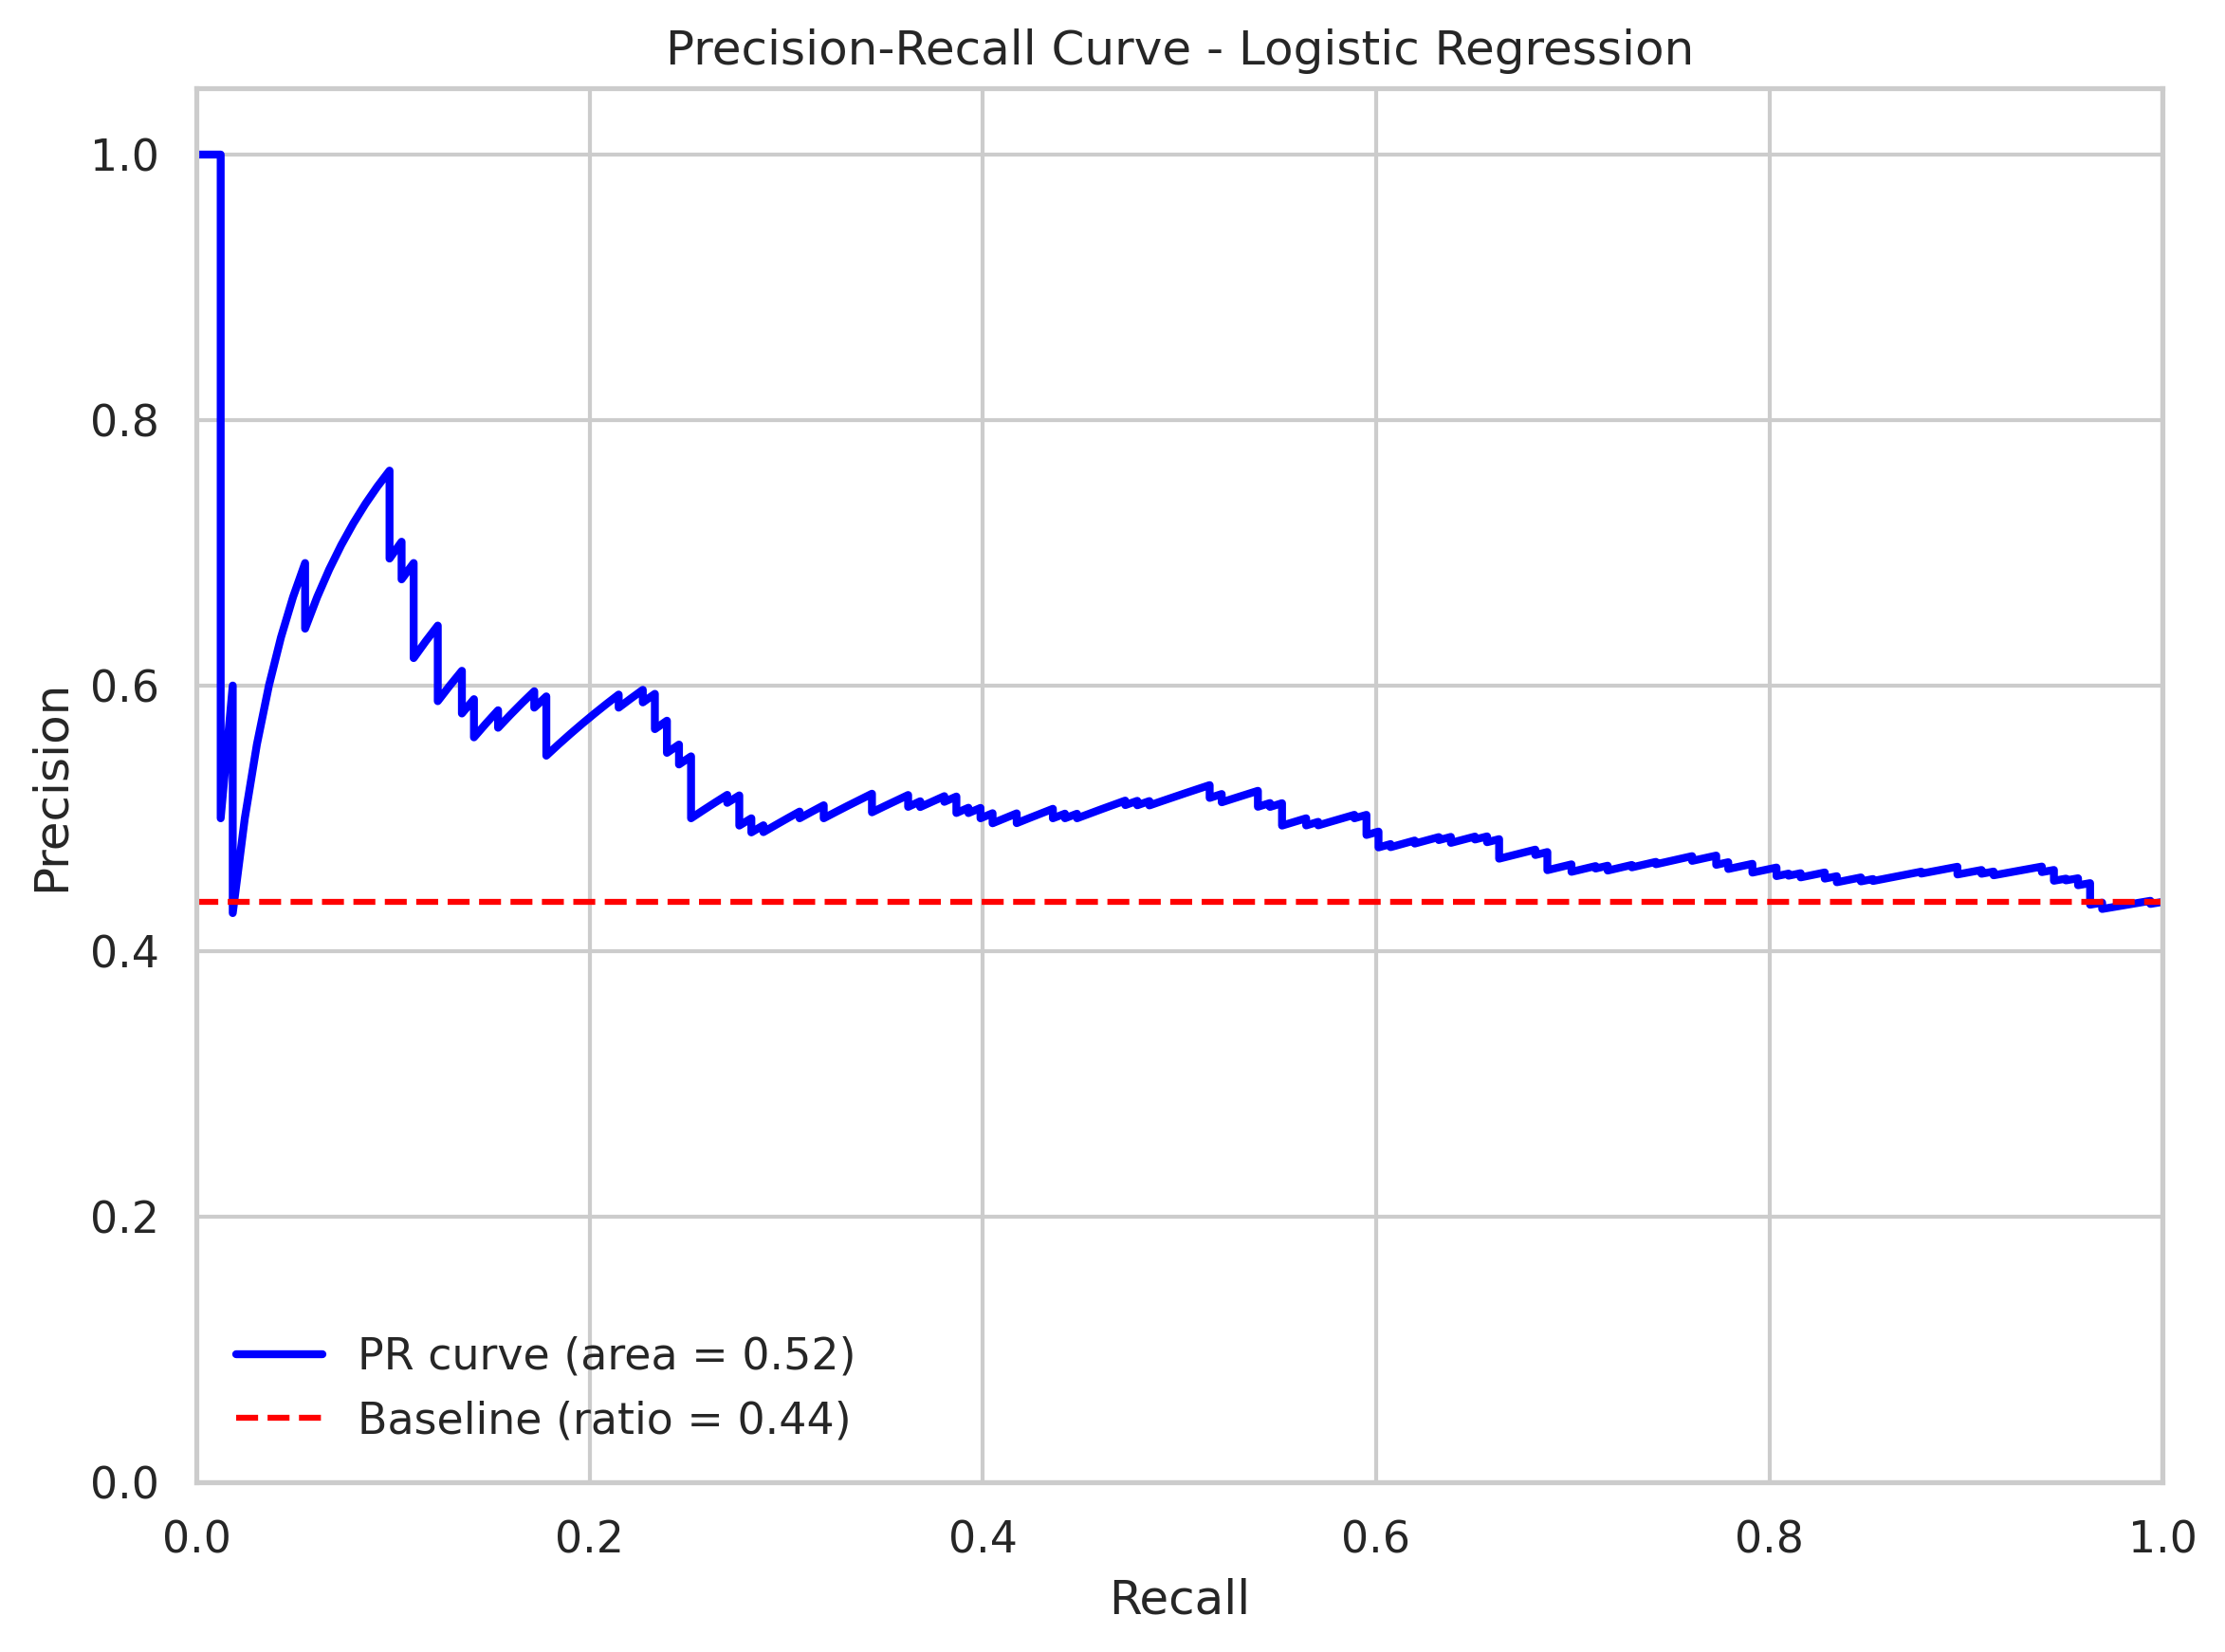 Precision-Recall Curve - Logistic Regression
1.0
0.8
0.6
0.4
0.2
0.0
Precision
PR curve (area = 0.52)
Baseline (ratio = 0.44)
0.0 0.2 0.4 0.6 0.8 1.0
Recall